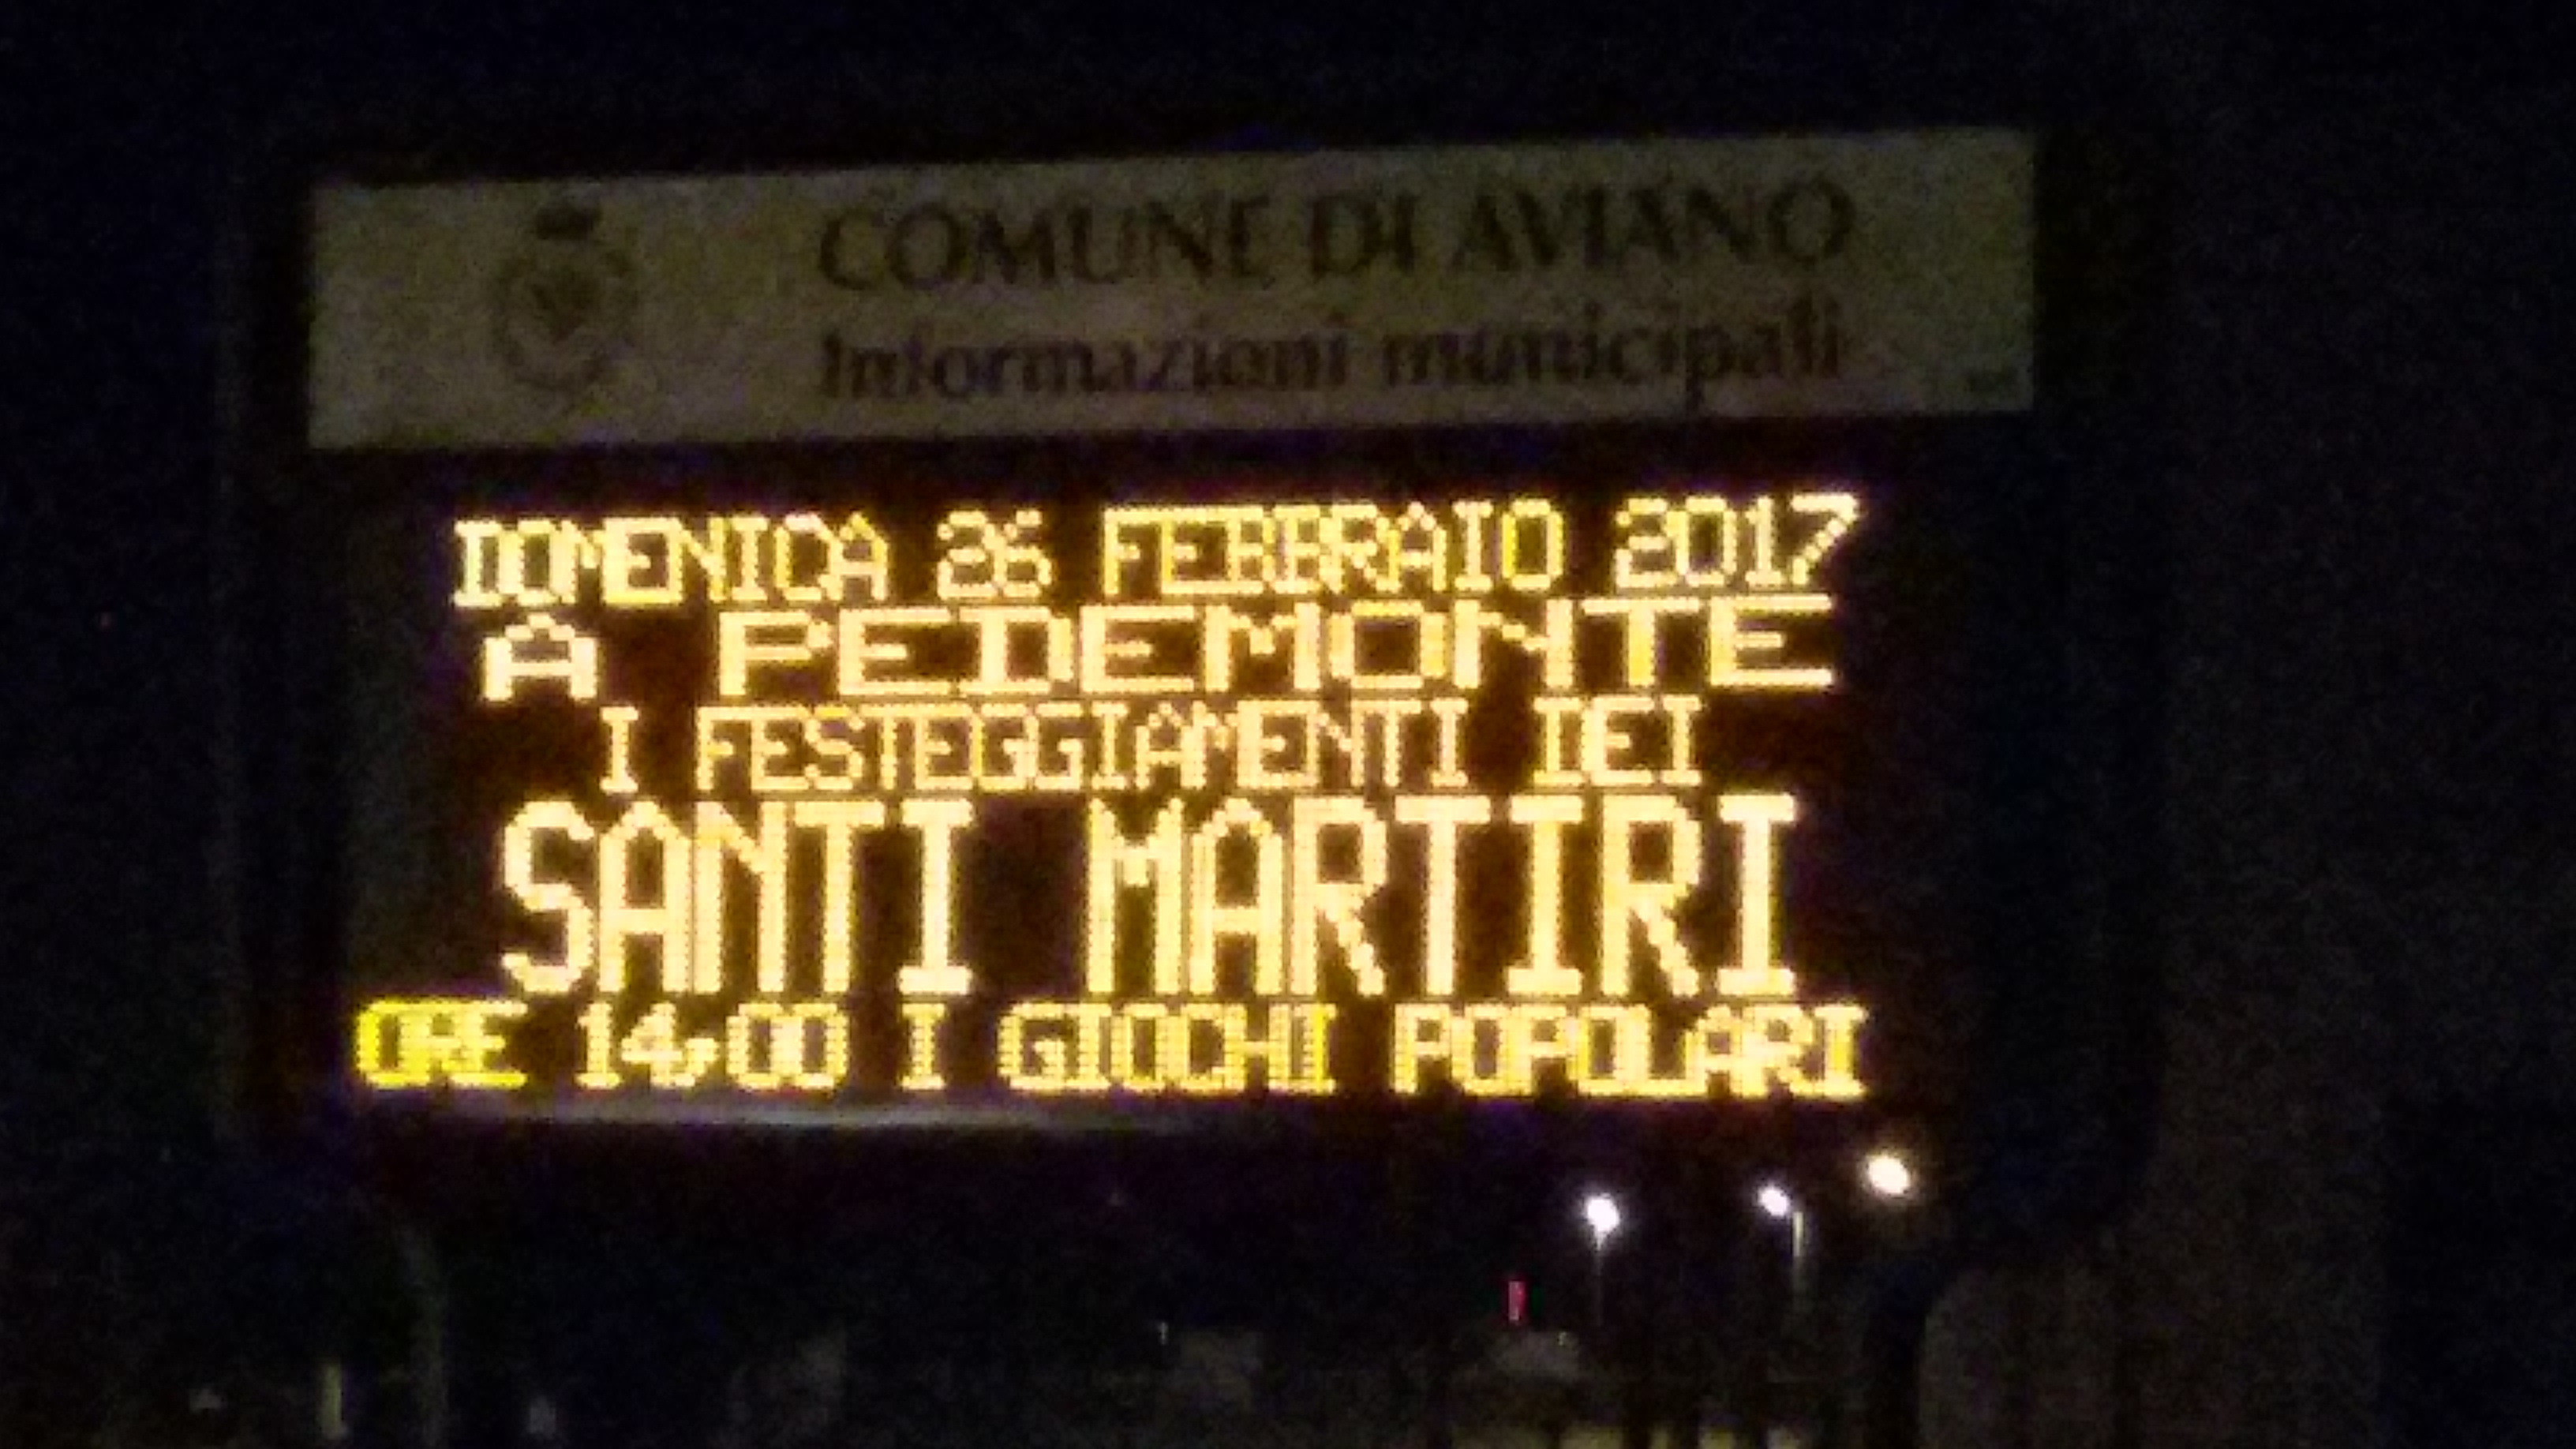 COMUNE DI AVIANO
Informazioni municipali
DOMENICA 26 FEBBRAIO 2017
A PEDEMONTE
I FESTEGGIAMENTI DEI
SANTI MARTIRI
ORE 14,00 I GIOCHI POPOLARI